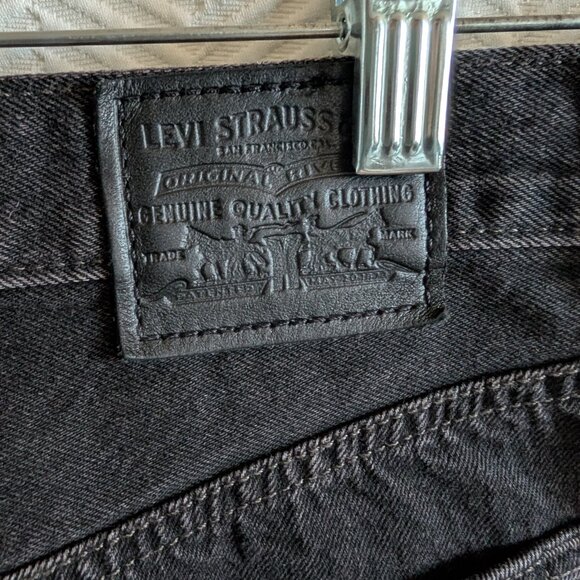 LEVI STRAUSS
SAN FRANCISCO CAL
ORIGINAL RIVE
GENUINE QUALITY CLOTHING
TRADE MARK